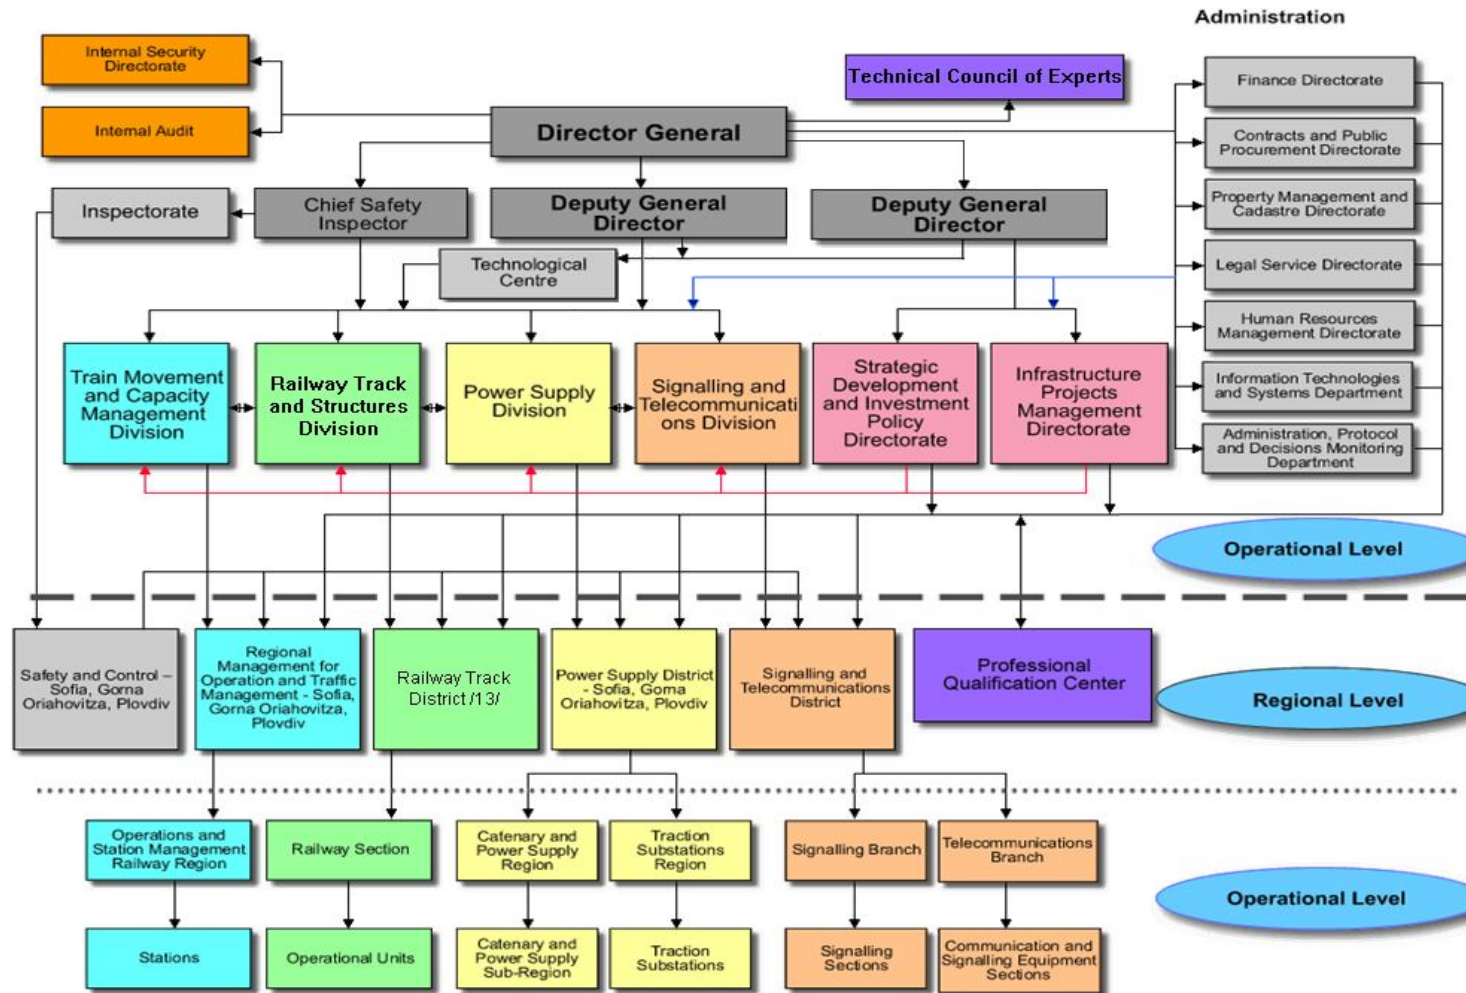 Administration
Internal Security
Directorate
Internal Audit
Technical Council of Experts
Director General
Finance Directorate
Contracts and Public
Procurement Directorate
Property Management and
Cadastre Directorate
Legal Service Directorate
Human Resources
Management Directorate
Information Technologies
and Systems Department
Administration, Protocol
and Decisions Monitoring
Department
Inspectorate
Chief Safety
Inspector
Deputy General
Director
Deputy General
Director
Technological
Centre
Train Movement
and Capacity
Management
Division
Railway Track
and Structures
Division
Power Supply
Division
Signalling and
Telecommunicati
ons Division
Strategic
Development
and Investment
Policy
Directorate
Infrastructure
Projects
Management
Directorate
Operational Level
Safety and Control –
Sofia, Gorna
Oriahovitza, Plovdiv
Regional
Management for
Operation and Traffic
Management - Sofia,
Gorna Oriahovitza,
Plovdiv
Railway Track
District /13/
Power Supply District
- Sofia, Gorna
Oriahovitza, Plovdiv
Signalling and
Telecommunications
District
Professional
Qualification Center
Regional Level
Operations and
Station Management
Railway Region
Railway Section
Catenary and
Power Supply
Region
Traction
Substations
Region
Signalling Branch
Telecommunications
Branch
Operational Level
Stations
Operational Units
Catenary and
Power Supply
Sub-Region
Traction
Substations
Signalling
Sections
Communication and
Signalling Equipment
Sections